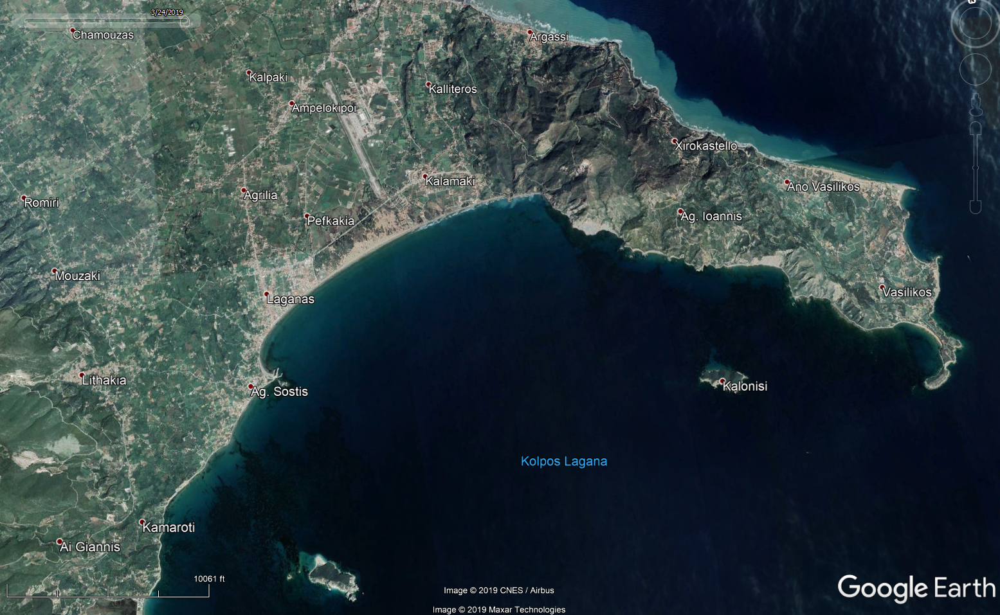 3/24/2019
Chamouzas
Argassi
Kalpaki
Kalliteros
Ampelokipoi
Xirokastello
Kalamaki
Ano Vasilikos
Agrilia
Romiri
Ag. Ioannis
Pefkakia
Mouzaki
Vasilikos
Laganas
Lithakia
Kalonisi
Ag. Sostis
Kolpos Lagana
Kamaroti
Ai Giannis
10061 ft
Google Earth
Image © 2019 CNES / Airbus
Image © 2019 Maxar Technologies